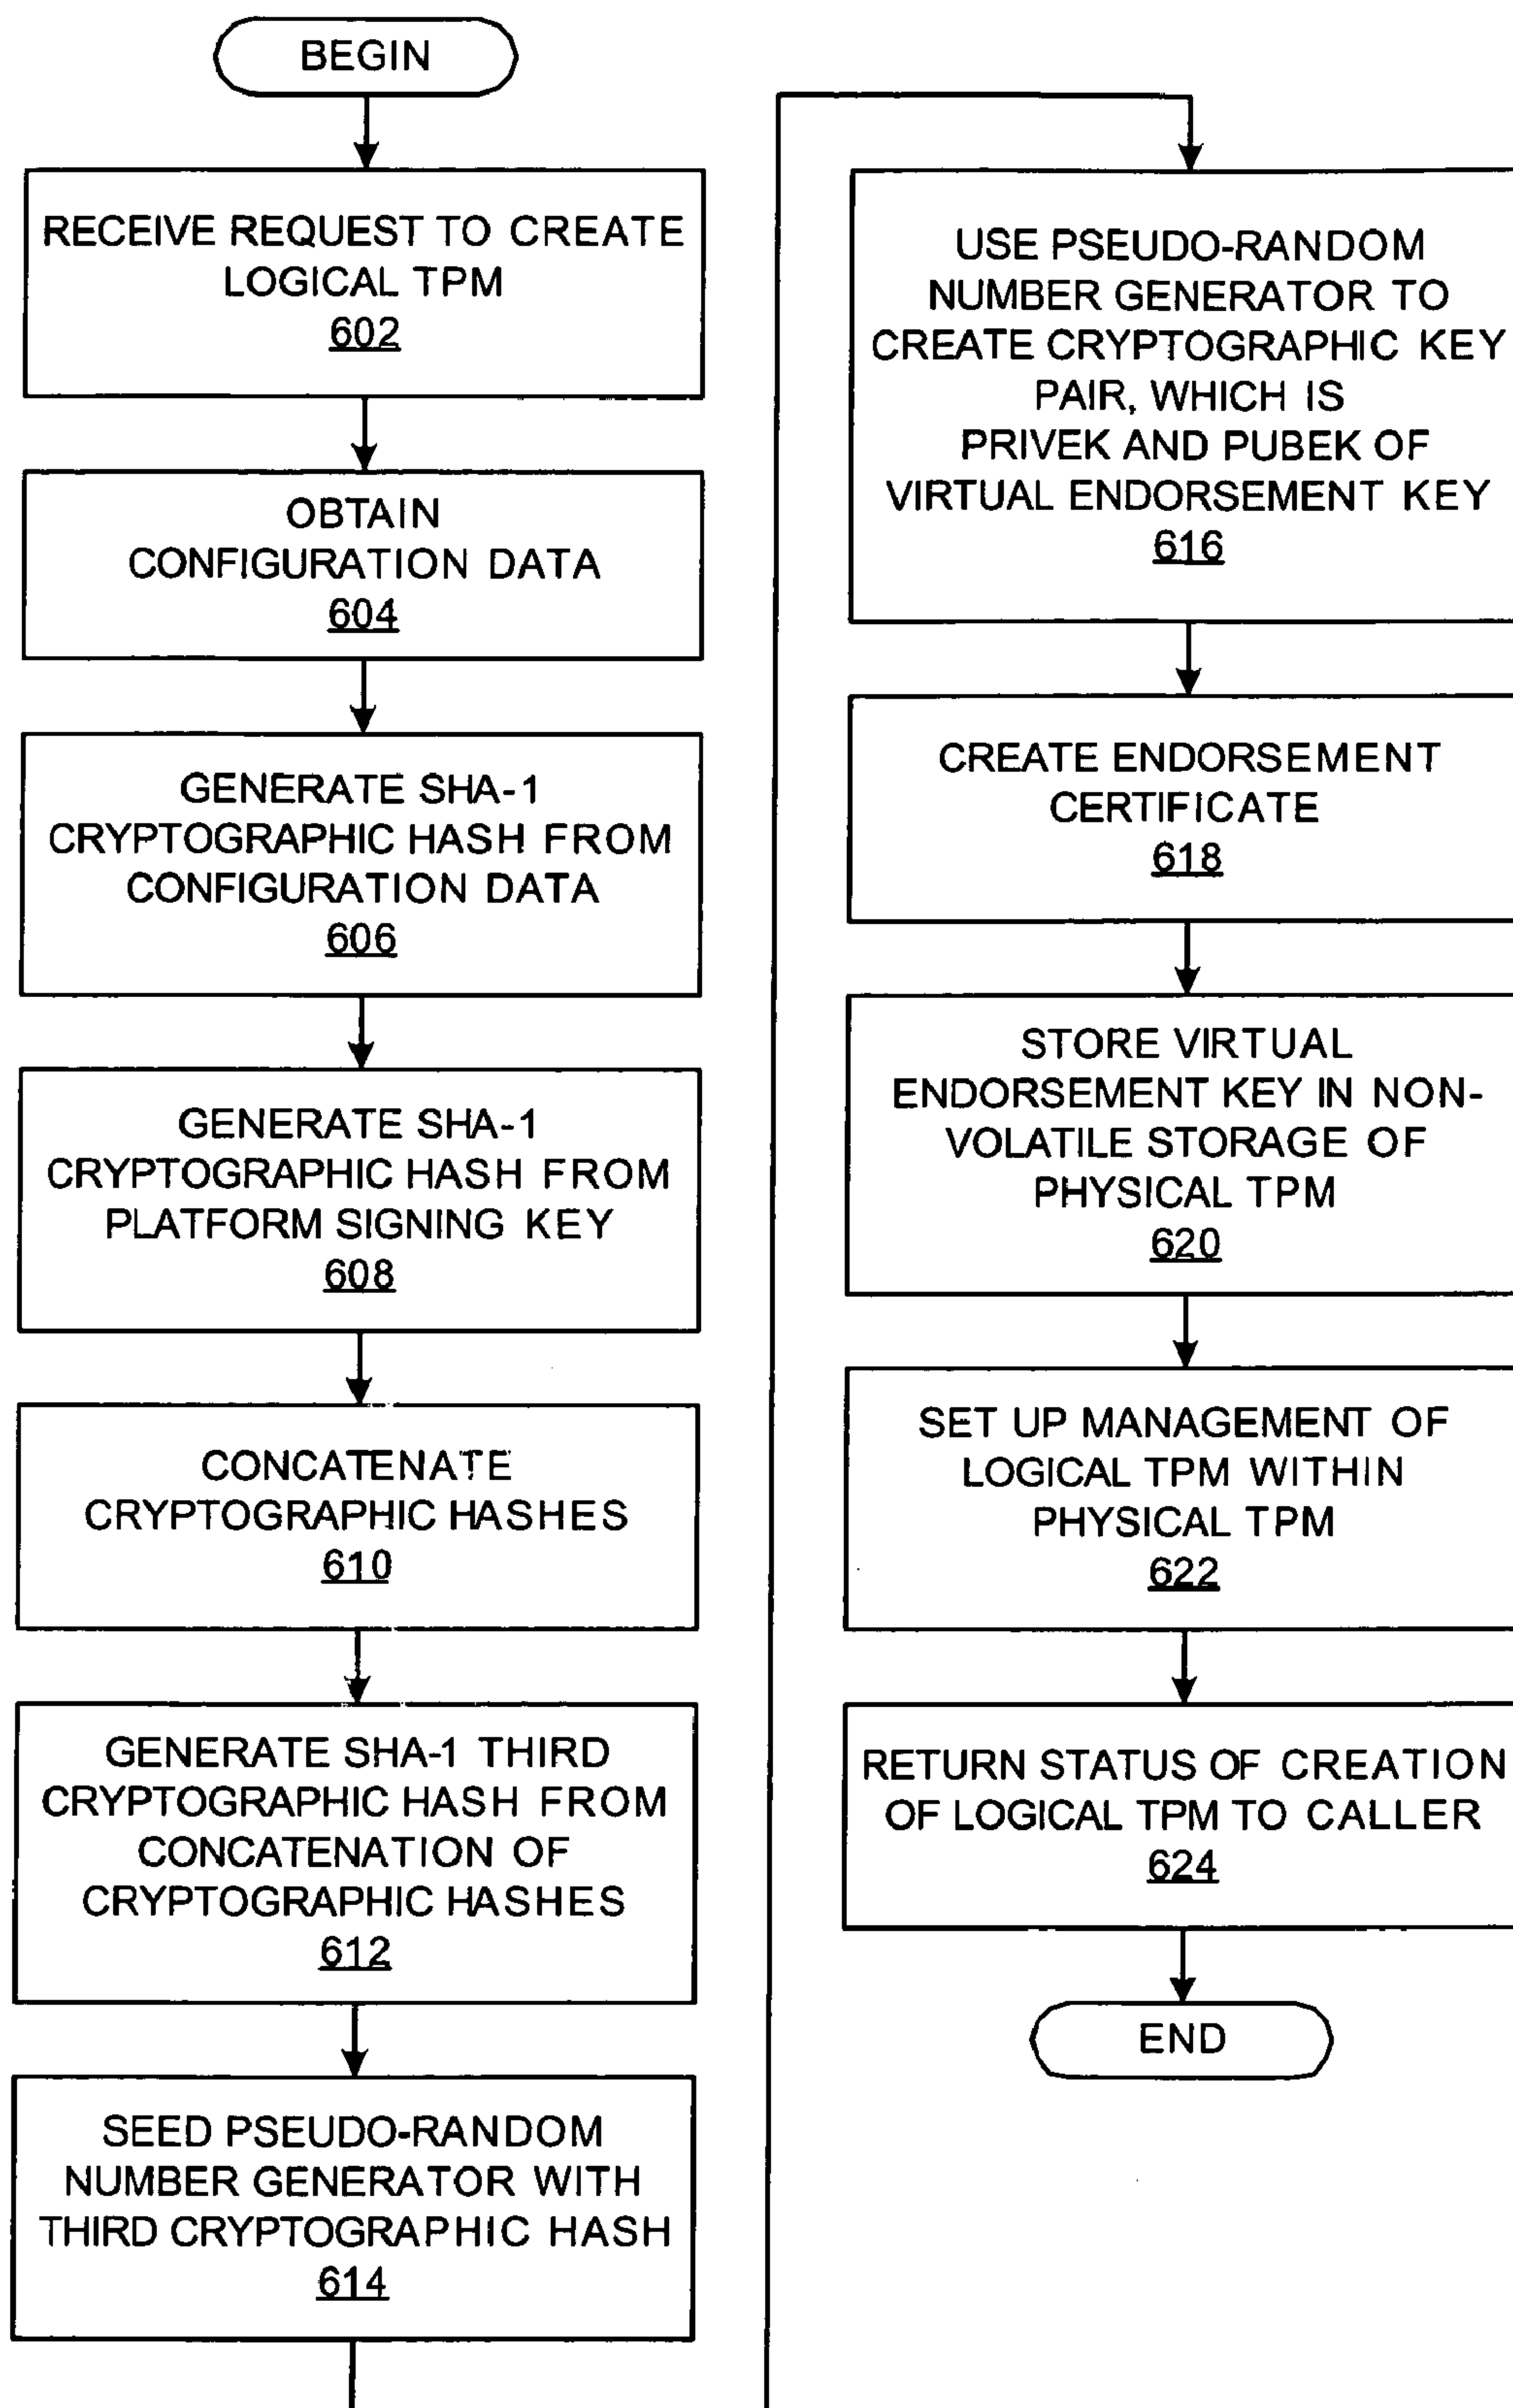 BEGIN
RECEIVE REQUEST TO CREATE
LOGICAL TPM
602
OBTAIN
CONFIGURATION DATA
604
GENERATE SHA-1
CRYPTOGRAPHIC HASH FROM
CONFIGURATION DATA
606
GENERATE SHA-1
CRYPTOGRAPHIC HASH FROM
PLATFORM SIGNING KEY
608
CONCATENATE
CRYPTOGRAPHIC HASHES
610
GENERATE SHA-1 THIRD
CRYPTOGRAPHIC HASH FROM
CONCATENATION OF
CRYPTOGRAPHIC HASHES
612
SEED PSEUDO-RANDOM
NUMBER GENERATOR WITH
THIRD CRYPTOGRAPHIC HASH
614
USE PSEUDO-RANDOM
NUMBER GENERATOR TO
CREATE CRYPTOGRAPHIC KEY
PAIR, WHICH IS
PRIVEK AND PUBEK OF
VIRTUAL ENDORSEMENT KEY
616
CREATE ENDORSEMENT
CERTIFICATE
618
STORE VIRTUAL
ENDORSEMENT KEY IN NON-
VOLATILE STORAGE OF
PHYSICAL TPM
620
SET UP MANAGEMENT OF
LOGICAL TPM WITHIN
PHYSICAL TPM
622
RETURN STATUS OF CREATION
OF LOGICAL TPM TO CALLER
624
END